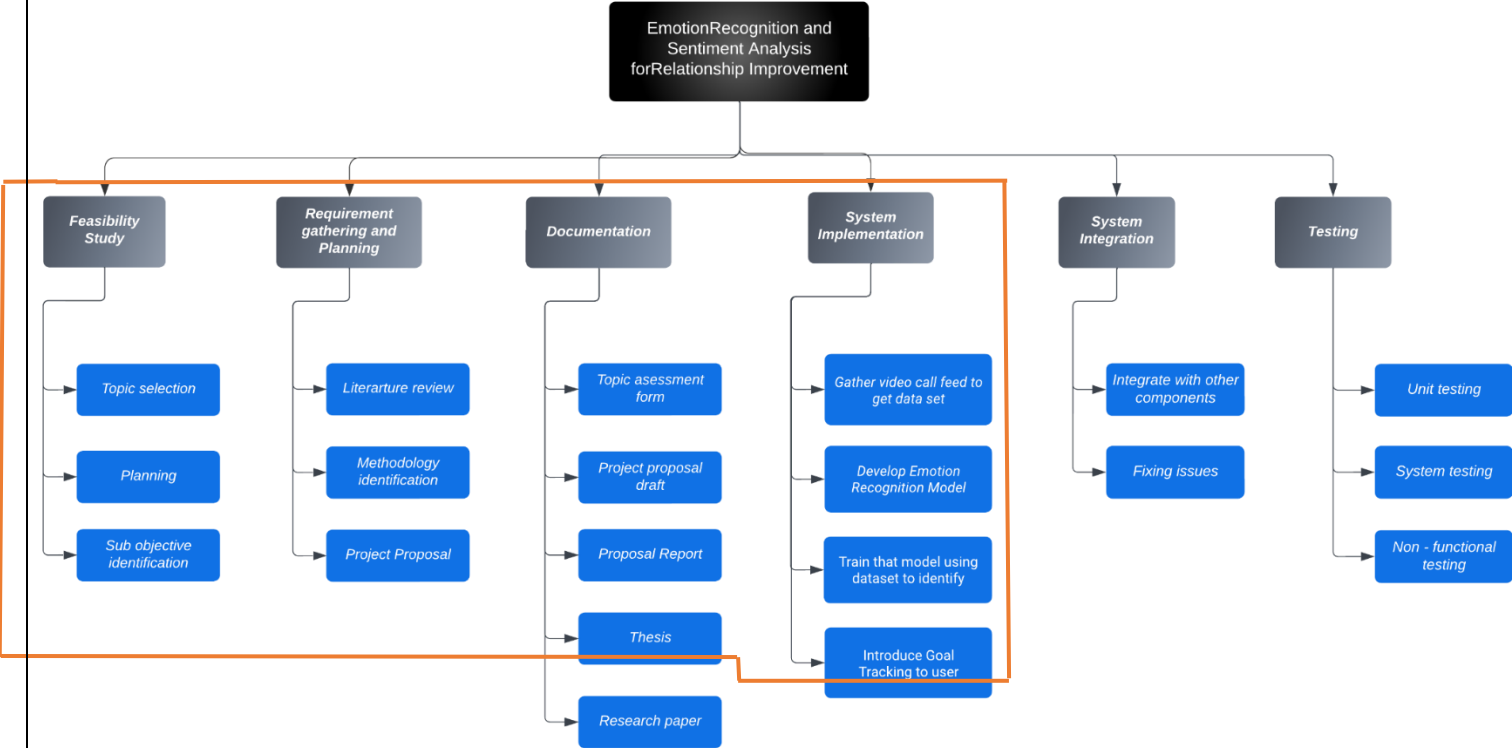 EmotionRecognition and
Sentiment Analysis
forRelationship Improvement
Feasibility
Study
Requirement
gathering and
Planning
Documentation
System
Implementation
System
Integration
Testing
Topic selection
Planning
Sub objective
identification
Literarture review
Methodology
identification
Project Proposal
Topic asessment
form
Project proposal
draft
Proposal Report
Thesis
Research paper
Gather video call feed to
get data set
Develop Emotion
Recognition Model
Train that model using
dataset to identify
Introduce Goal
Tracking to user
Integrate with other
components
Fixing issues
Unit testing
System testing
Non - functional
testing